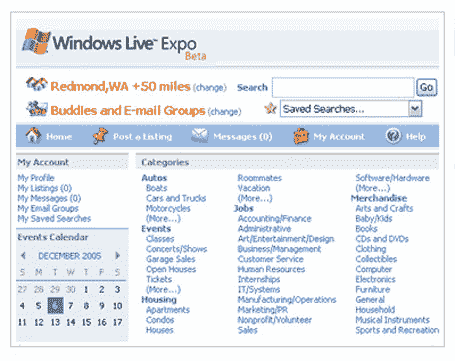 Windows Live™ Expo
Beta
Redmond,WA +50 miles (change) Search Go
Buddies and E-mail Groups (change) Saved Searches...
Home Post a Listing Messages (0) My Account Help
My Account
My Profile
My Listings (0)
My Messages (0)
My Email Groups
My Saved Searches
Events Calendar
DECEMBER 2005
S M T W T F S
27 28 29 30 1 2 3
4 5 6 7 8 9 10
11 12 13 14 15 16 17
Categories
Autos
Boats
Cars and Trucks
Motorcycles
(More...)
Events
Classes
Concerts/Shows
Garage Sales
Open Houses
Tickets
(More...)
Housing
Apartments
Condos
Houses
Roommates
Vacation
(More...)
Jobs
Accounting/Finance
Administrative
Art/Entertainment/Design
Business/Management
Customer Service
Human Resources
Internships
IT/Systems
Manufacturing/Operations
Marketing/PR
Nonprofit/Volunteer
Sales
Software/Hardware
(More...)
Merchandise
Arts and Crafts
Baby/Kids
Books
CDs and DVDs
Clothing
Collectibles
Computer
Electronics
Furniture
General
Household
Musical Instruments
Sports and Recreation